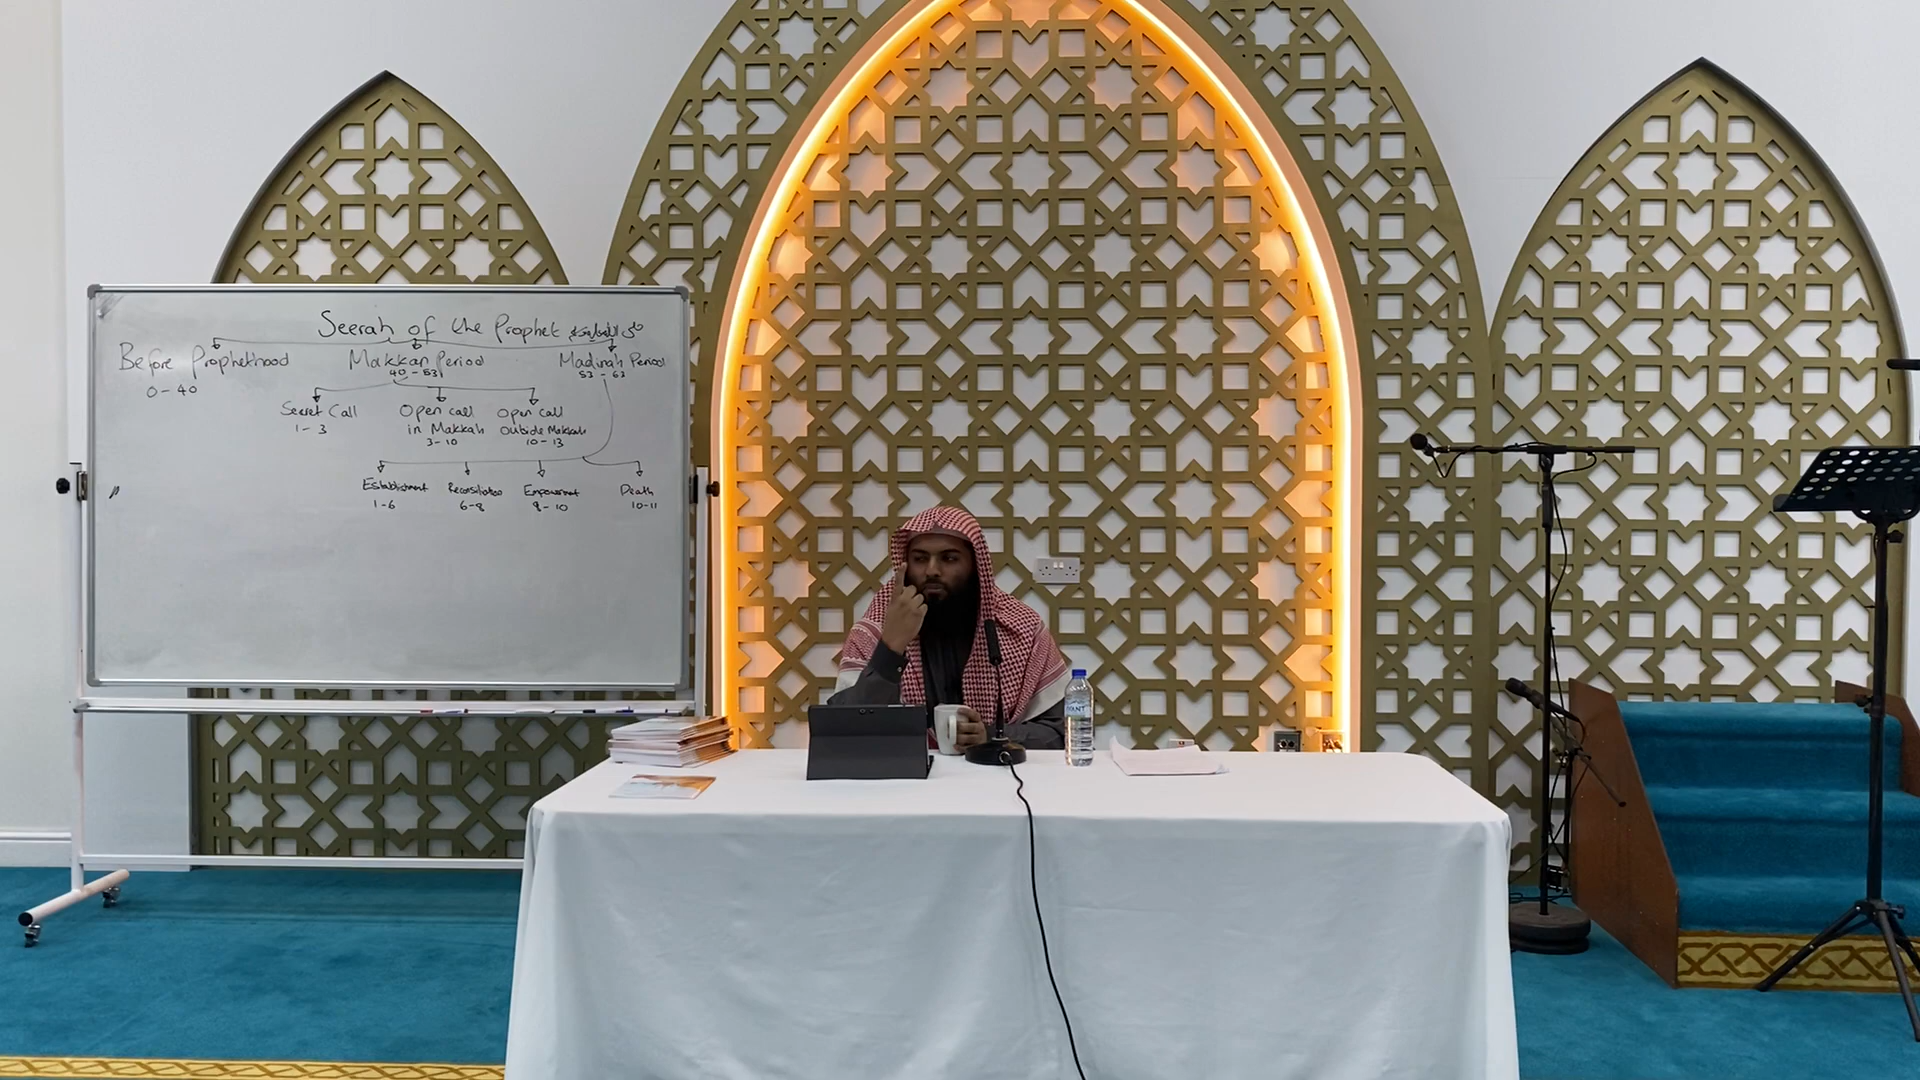 Seerah of the Prophet صلى الله عليه وسلم
Before Prophethood
0-40
Makkan Period
40-53
Madinah Period
53-63
Secret Call
1-3
Open call
in Makkah
3-10
Open call
outside Makkah
10-13
Establishment
1-6
Reconsiliation
6-8
Empowerment
8-10
Death
10-11